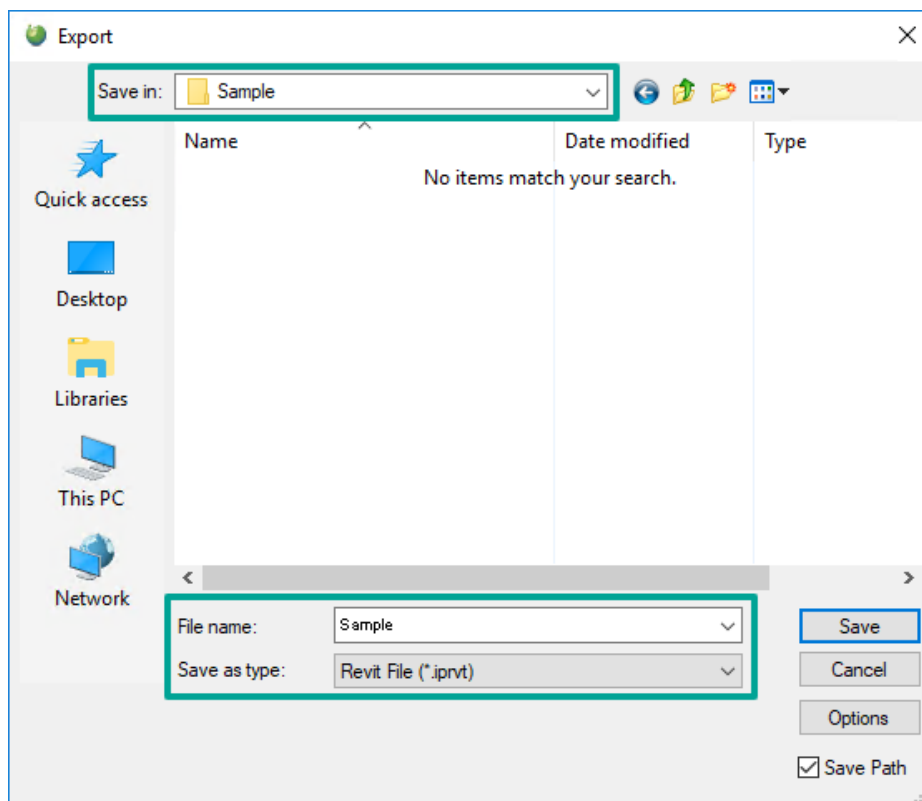 Export
Save in: Sample
Name Date modified Type
No items match your search.
Quick access
Desktop
Libraries
This PC
Network
File name: Sample Save
Save as type: Revit File (*.iprvt) Cancel
Options
Save Path